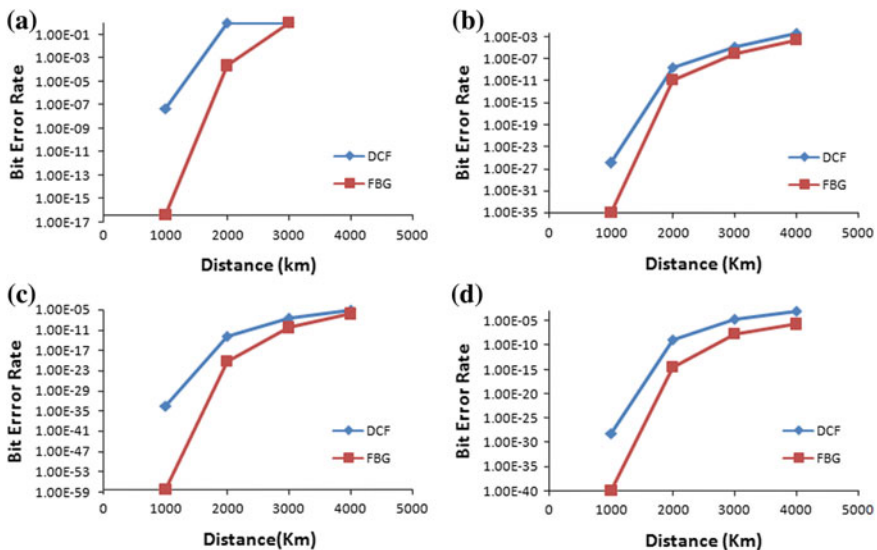 (a)
Bit Error Rate
1.00E-01
1.00E-03
1.00E-05
1.00E-07
1.00E-09
1.00E-11
1.00E-13
1.00E-15
1.00E-17
DCF
FBG
0 1000 2000 3000 4000 5000
Distance (Km)
(b)
Bit Error Rate
1.00E-03
1.00E-07
1.00E-11
1.00E-15
1.00E-19
1.00E-23
1.00E-27
1.00E-31
1.00E-35
DCF
FBG
0 1000 2000 3000 4000 5000
Distance (Km)
(c)
Bit Errror Rate
1.00E-05
1.00E-11
1.00E-17
1.00E-23
1.00E-29
1.00E-35
1.00E-41
1.00E-47
1.00E-53
1.00E-59
DCF
FBG
0 1000 2000 3000 4000 5000
Distance(Km)
(d)
Bit Error Rate
1.00E-05
1.00E-10
1.00E-15
1.00E-20
1.00E-25
1.00E-30
1.00E-35
1.00E-40
DCF
FBG
0 1000 2000 3000 4000 5000
Distance (Km)